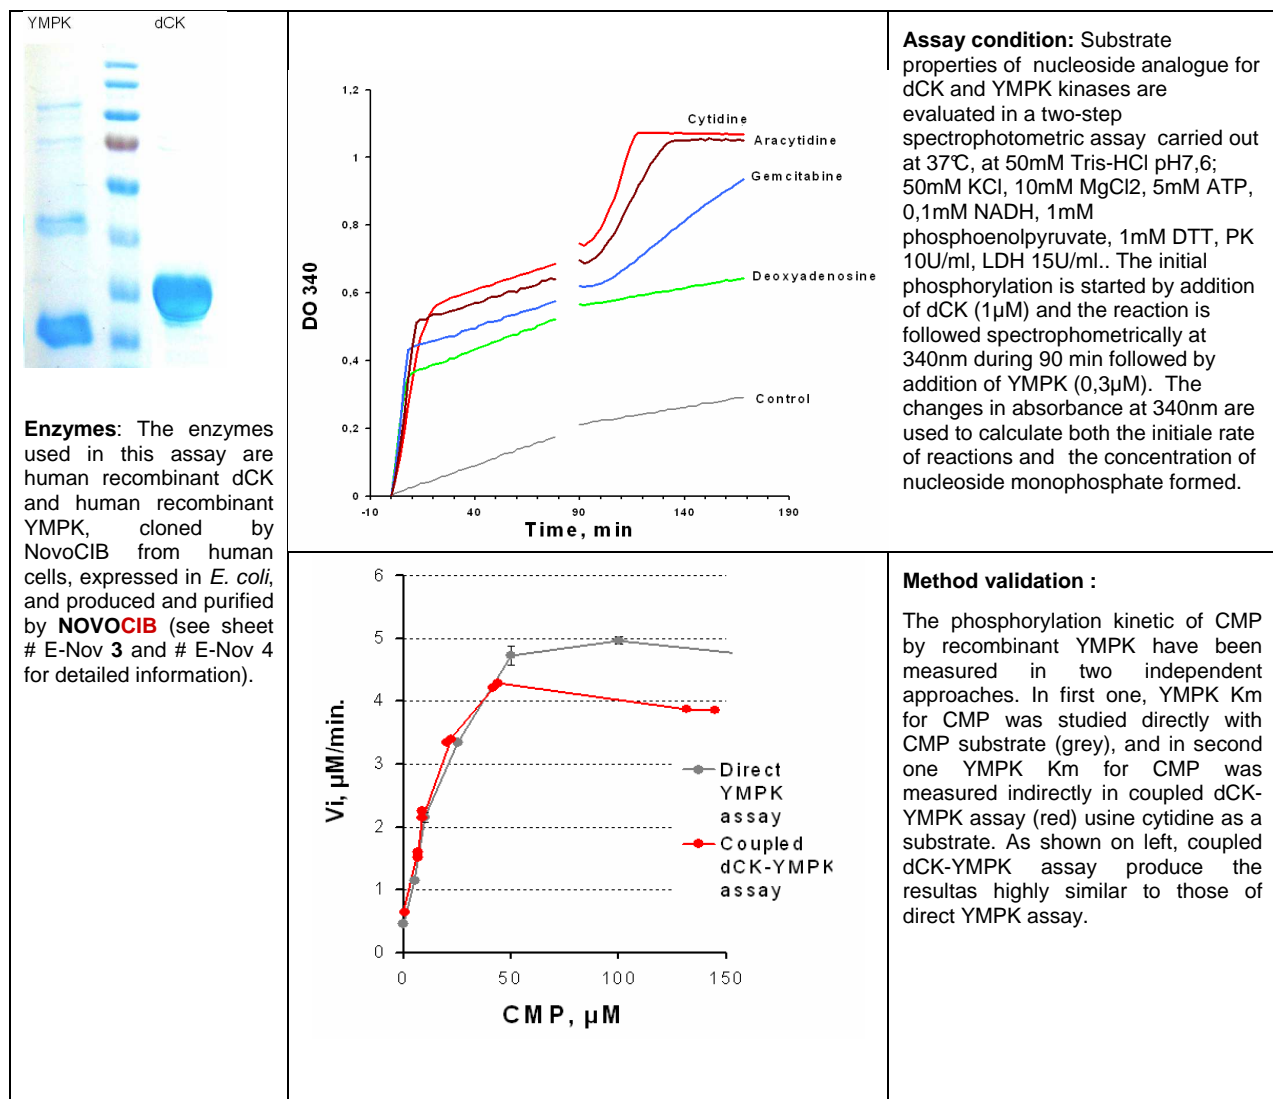 YMPK dCK
Enzymes: The enzymes
used in this assay are
human recombinant dCK
and human recombinant
YMPK, cloned by
NovoCIB from human
cells, expressed in E. coli,
and produced and purified
by NOVOCIB (see sheet
# E-Nov 3 and # E-Nov 4
for detailed information).
1,2
1
0,8
0,6
0,4
0,2
0
DO 340
-10 40 90 140 190
Time, min
Cytidine
Aracytidine
Gemcitabine
Deoxyadenosine
Control
Assay condition: Substrate
properties of nucleoside analogue for
dCK and YMPK kinases are
evaluated in a two-step
spectrophotometric assay carried out
at 37°C, at 50mM Tris-HCl pH7,6;
50mM KCl, 10mM MgCl2, 5mM ATP,
0,1mM NADH, 1mM
phosphoenolpyruvate, 1mM DTT, PK
10U/ml, LDH 15U/ml.. The initial
phosphorylation is started by addition
of dCK (1µM) and the reaction is
followed spectrophometrically at
340nm during 90 min followed by
addition of YMPK (0,3µM). The
changes in absorbance at 340nm are
used to calculate both the initiale rate
of reactions and the concentration of
nucleoside monophosphate formed.
6
5
4
3
2
1
0
Vi, µM/min.
0 50 100 150
CMP, µM
Direct
YMPK
assay
Coupled
dCK-YMPK
assay
Method validation :
The phosphorylation kinetic of CMP
by recombinant YMPK have been
measured in two independent
approaches. In first one, YMPK Km
for CMP was studied directly with
CMP substrate (grey), and in second
one YMPK Km for CMP was
measured indirectly in coupled dCK-
YMPK assay (red) usine cytidine as a
substrate. As shown on left, coupled
dCK-YMPK assay produce the
resultas highly similar to those of
direct YMPK assay.